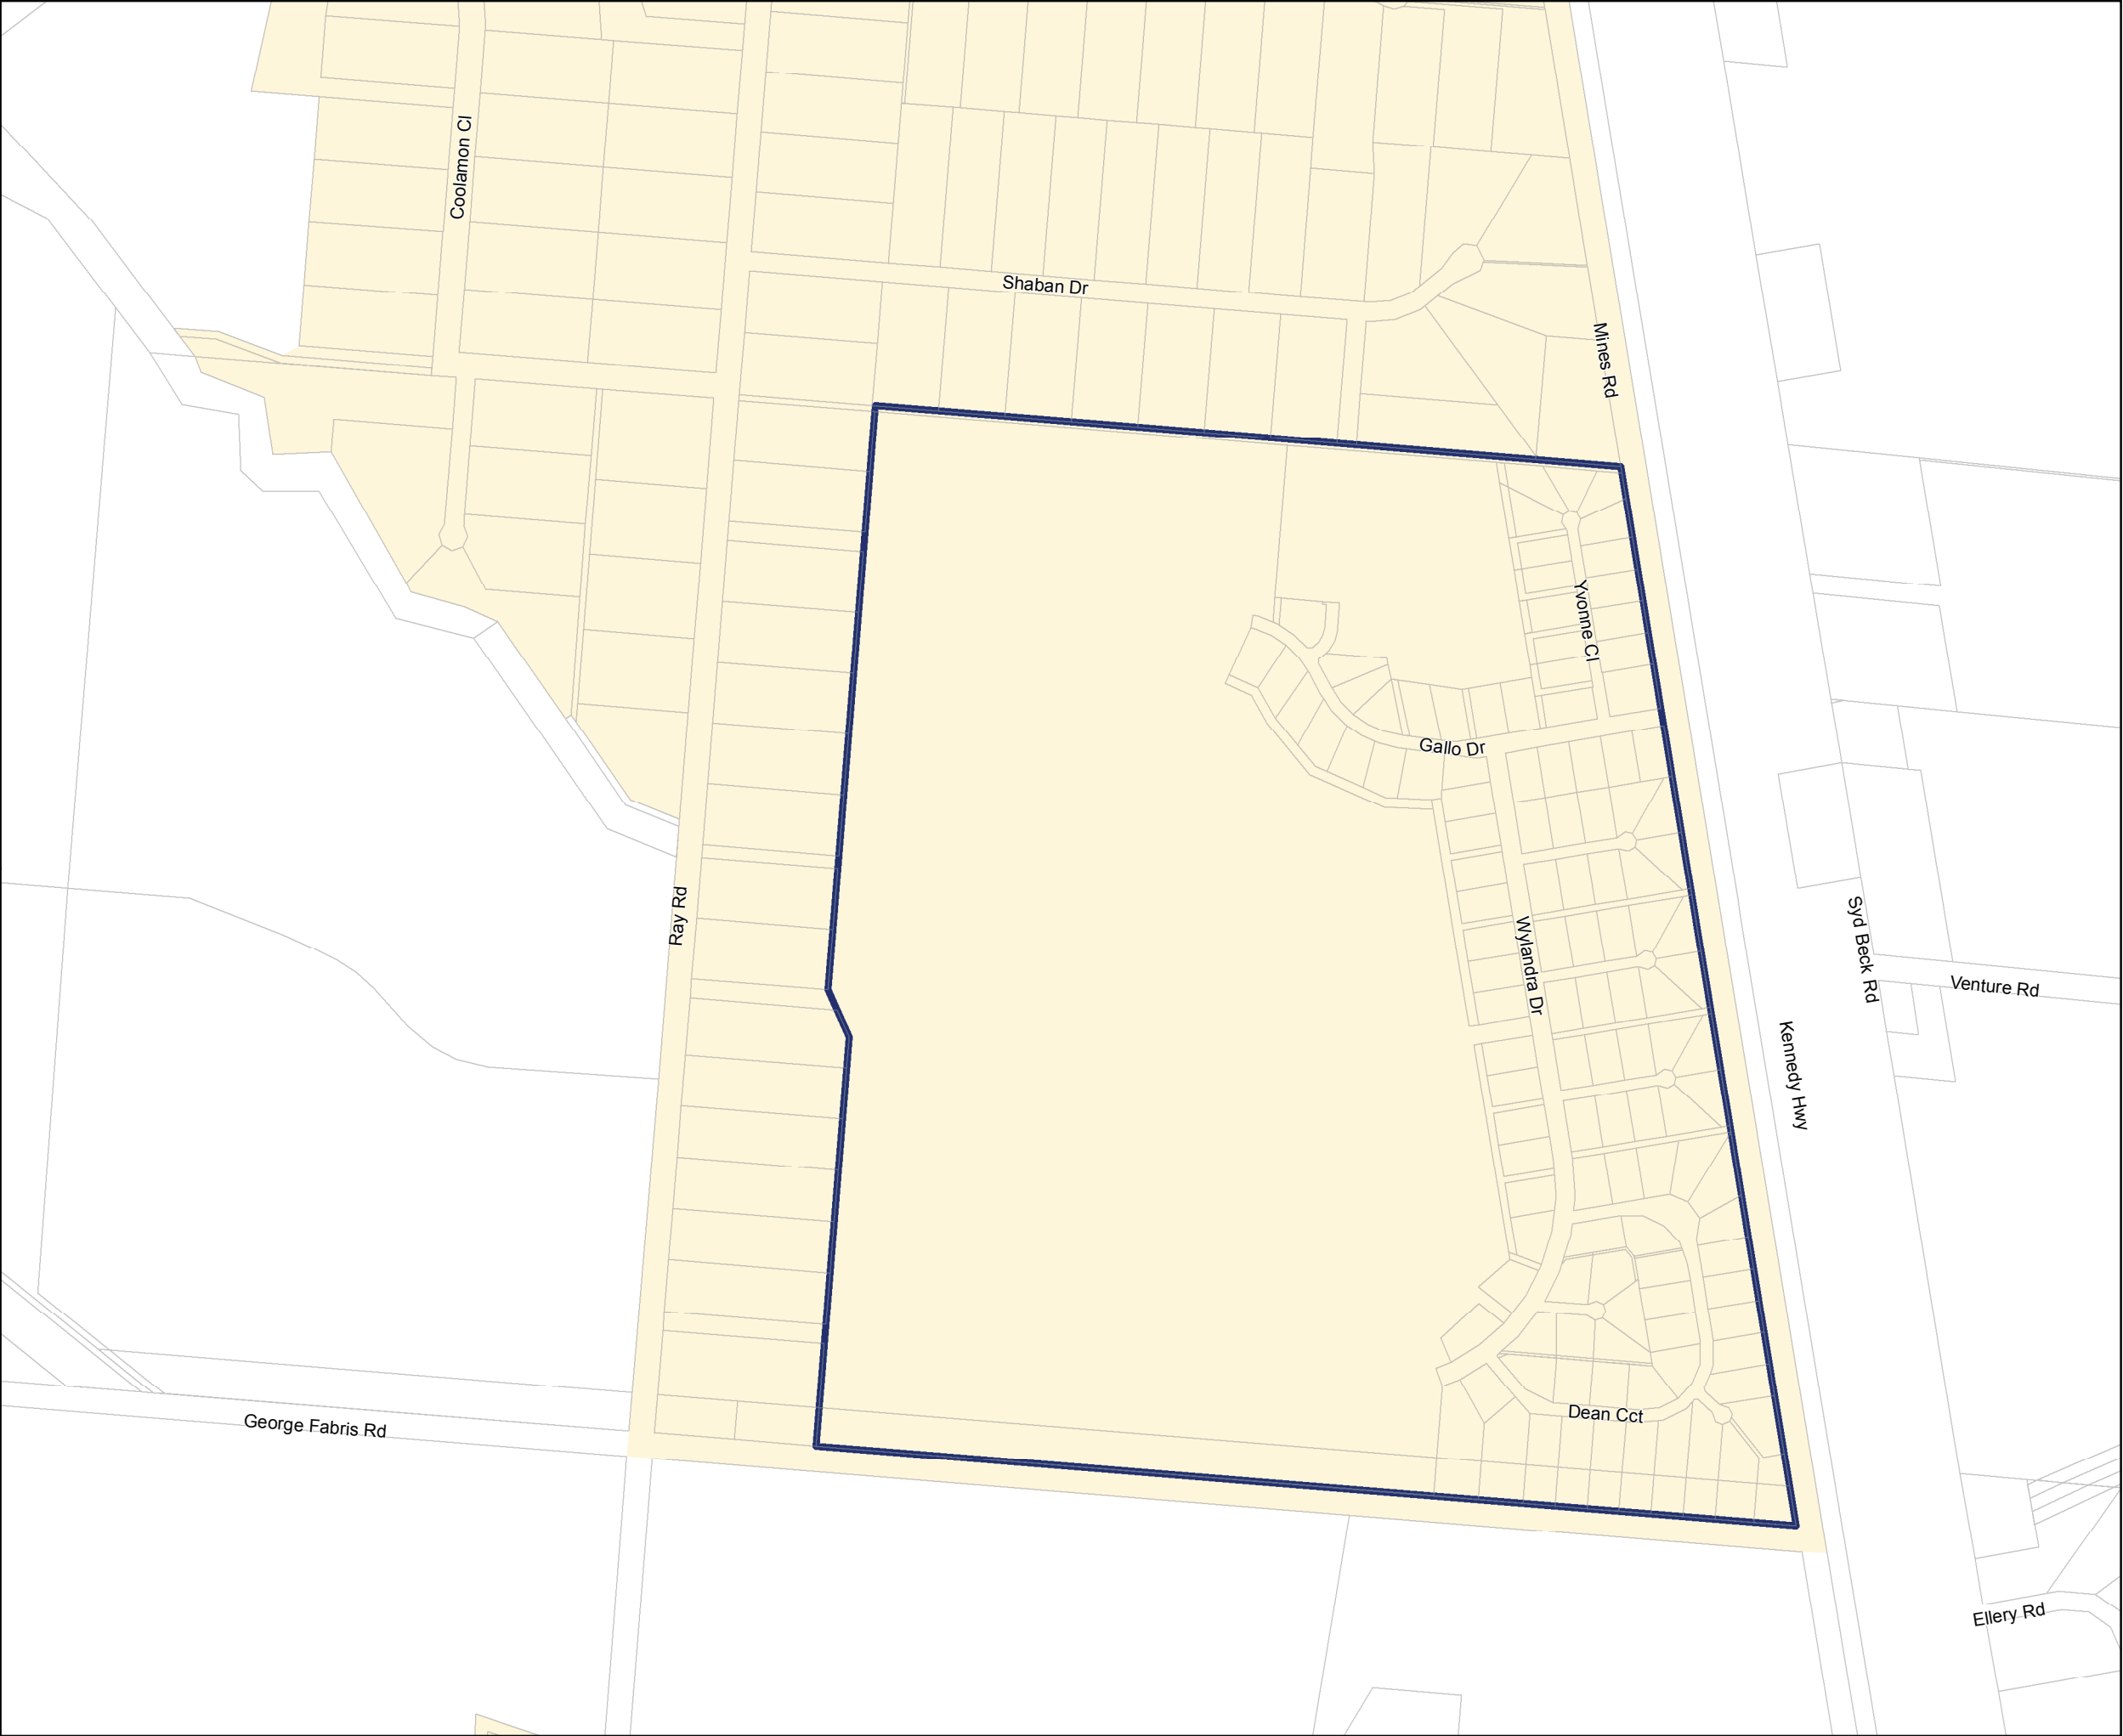 Coolamon Cl
Shaban Dr
Mines Rd
Yvonne Cl
Gallo Dr
Ray Rd
Wylandra Dr
Syd Beck Rd
Venture Rd
Kennedy Hwy
Dean Cct
George Fabris Rd
Ellery Rd